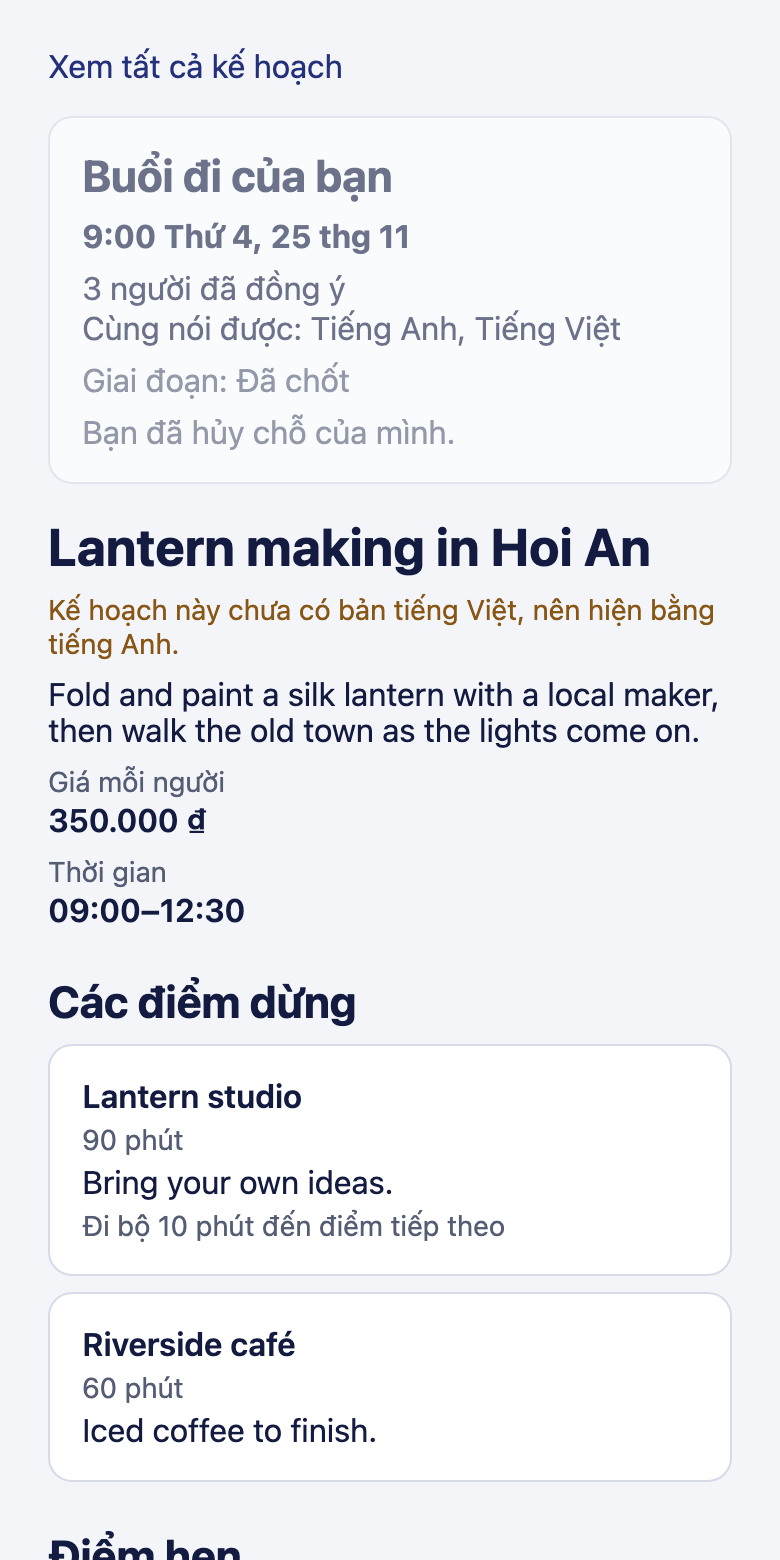 Xem tất cả kế hoạch
Buổi đi của bạn
9:00 Thứ 4, 25 thg 11
3 người đã đồng ý
Cùng nói được: Tiếng Anh, Tiếng Việt
Giai đoạn: Đã chốt
Bạn đã hủy chỗ của mình.
Lantern making in Hoi An
Kế hoạch này chưa có bản tiếng Việt, nên hiện bằng
tiếng Anh.
Fold and paint a silk lantern with a local maker,
then walk the old town as the lights come on.
Giá mỗi người
350.000 ₫
Thời gian
09:00–12:30
Các điểm dừng
Lantern studio
90 phút
Bring your own ideas.
Đi bộ 10 phút đến điểm tiếp theo
Riverside café
60 phút
Iced coffee to finish.
Điểm hẹn